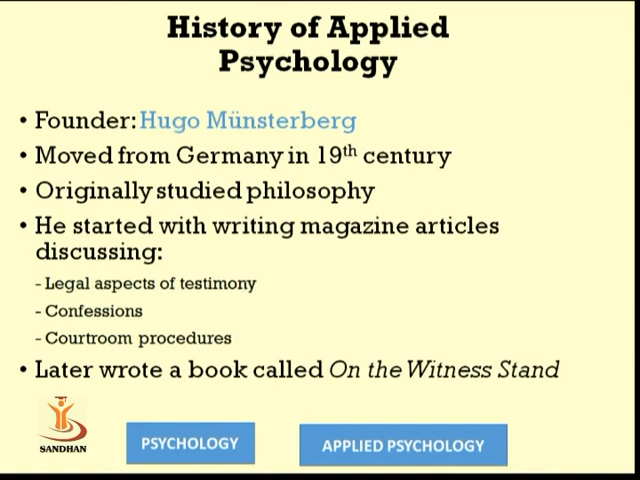 History of Applied
Psychology
• Founder: Hugo Münsterberg
• Moved from Germany in 19th century
• Originally studied philosophy
• He started with writing magazine articles
discussing:
- Legal aspects of testimony
- Confessions
- Courtroom procedures
• Later wrote a book called On the Witness Stand
SANDHAN
PSYCHOLOGY
APPLIED PSYCHOLOGY